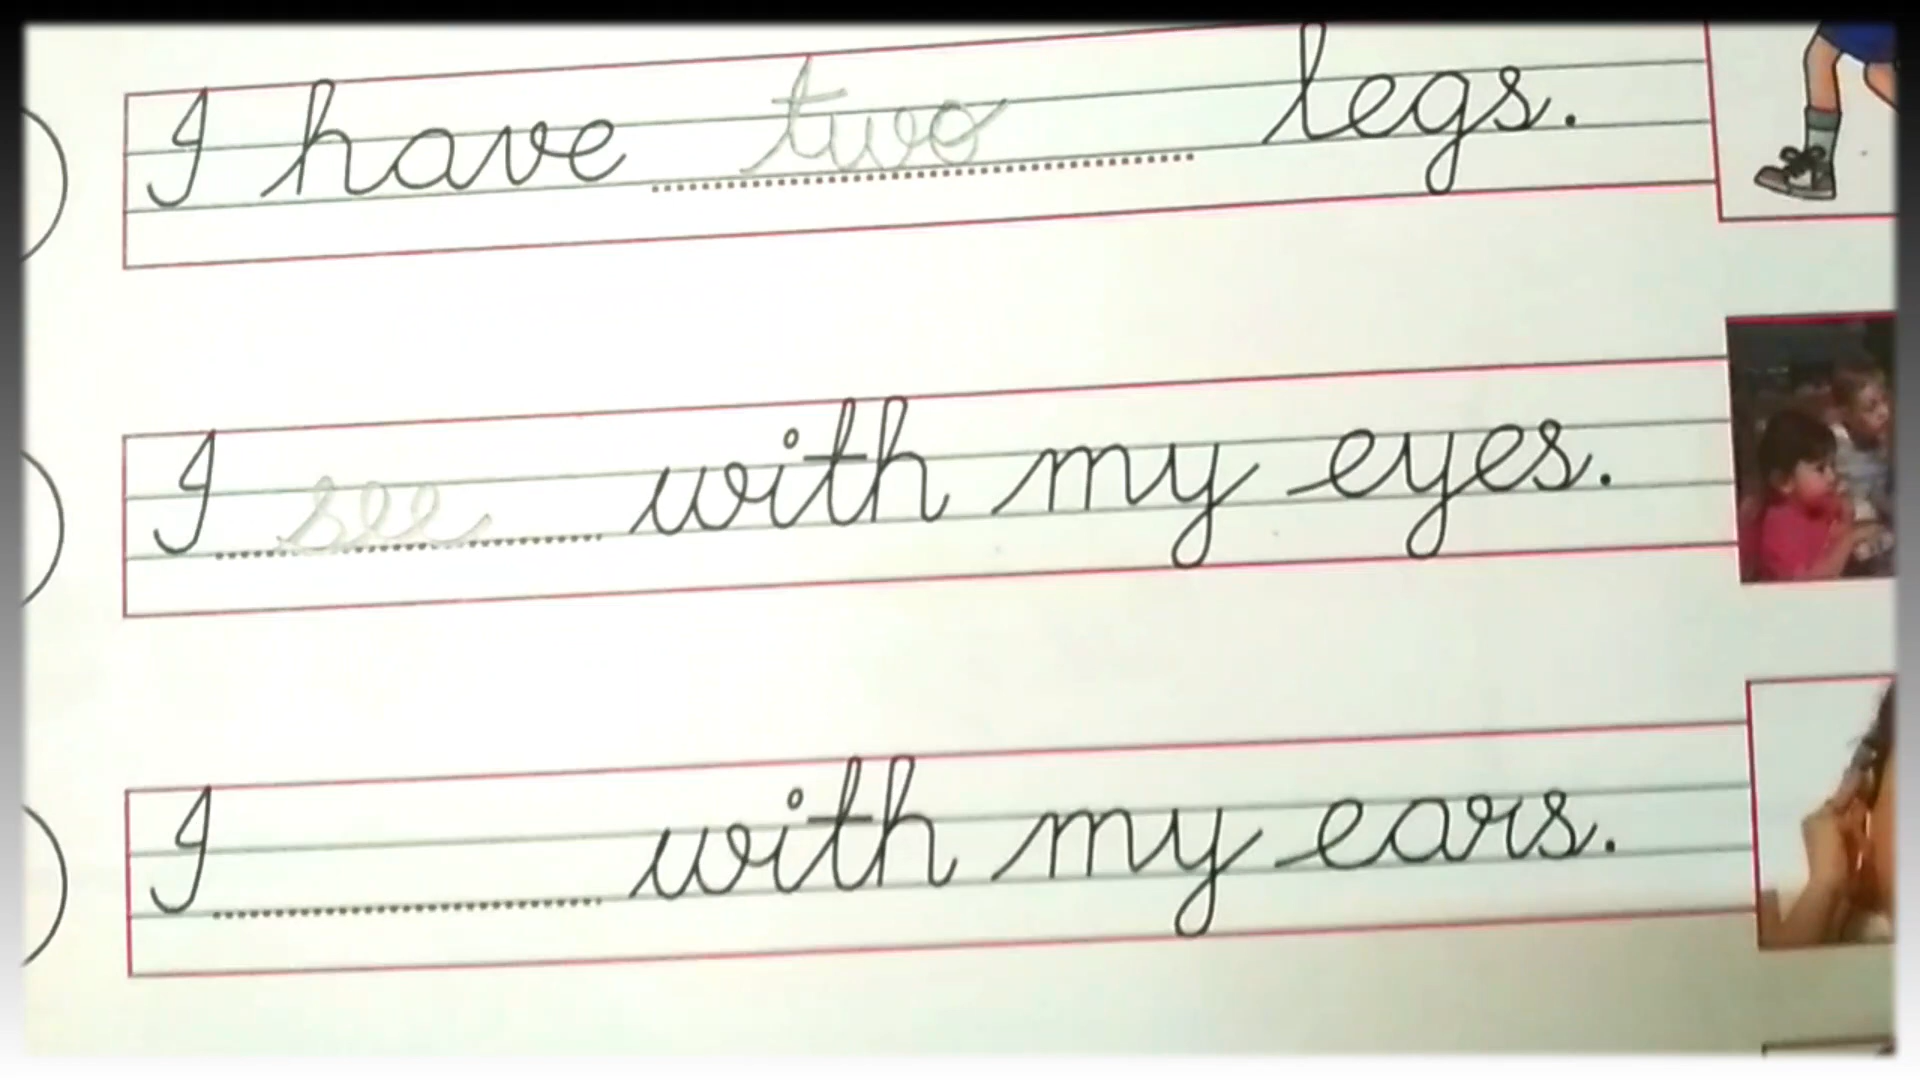 I have two legs.
I see with my eyes.
I .................... with my ears.